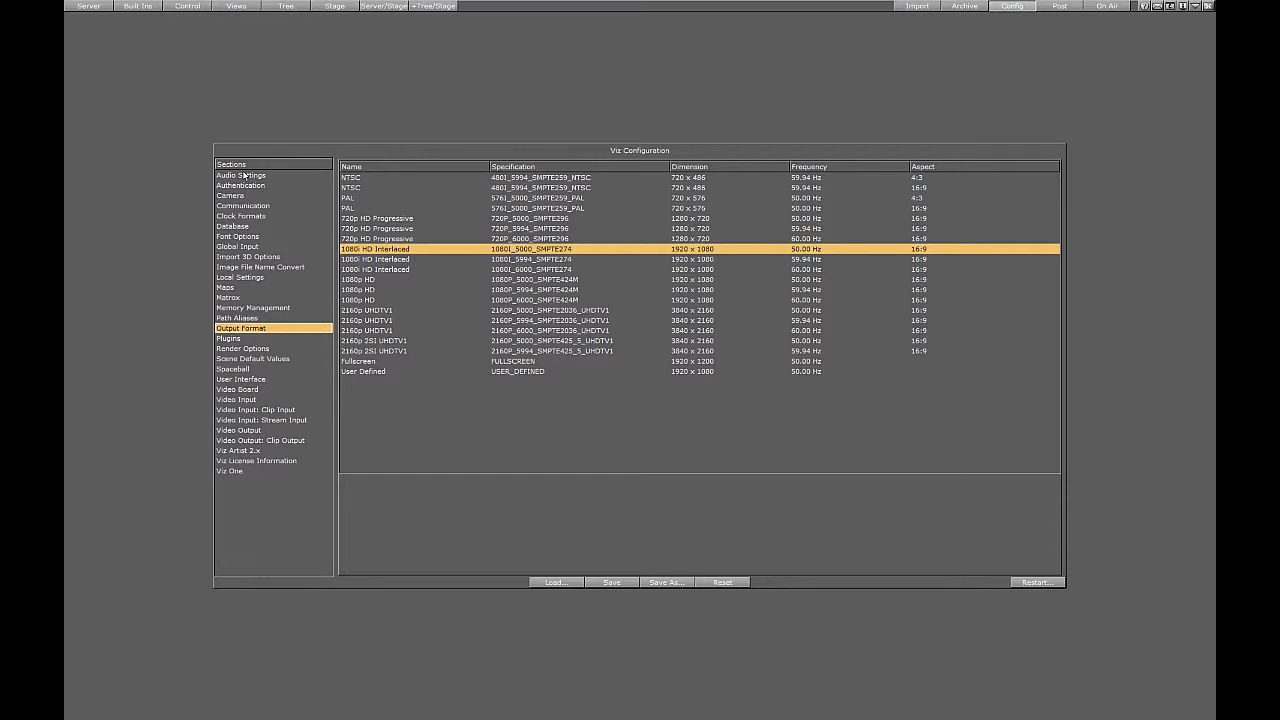 Server Built Ins Control Views Tree Stage Server/Stage +Tree/Stage Import Archive Config Post On Air
Viz Configuration
Sections
Audio Settings
Authentication
Camera
Communication
Clock Formats
Database
Font Options
Global Input
Import 3D Options
Image File Name Convert
Local Settings
Maps
Matrox
Memory Management
Path Aliases
Output Format
Plugins
Render Options
Scene Default Values
Spaceball
User Interface
Video Board
Video Input
Video Input: Clip Input
Video Input: Stream Input
Video Output
Video Output: Clip Output
Viz Artist 2.x
Viz License Information
Viz One
Name Specification Dimension Frequency Aspect
NTSC 480I_5994_SMPTE259_NTSC 720 x 486 59.94 Hz 4:3
NTSC 480I_5994_SMPTE259_NTSC 720 x 486 59.94 Hz 16:9
PAL 576I_5000_SMPTE259_PAL 720 x 576 50.00 Hz 4:3
PAL 576I_5000_SMPTE259_PAL 720 x 576 50.00 Hz 16:9
720p HD Progressive 720P_5000_SMPTE296 1280 x 720 50.00 Hz 16:9
720p HD Progressive 720P_5994_SMPTE296 1280 x 720 59.94 Hz 16:9
720p HD Progressive 720P_6000_SMPTE296 1280 x 720 60.00 Hz 16:9
1080i HD Interlaced 1080I_5000_SMPTE274 1920 x 1080 50.00 Hz 16:9
1080i HD Interlaced 1080I_5994_SMPTE274 1920 x 1080 59.94 Hz 16:9
1080i HD Interlaced 1080I_6000_SMPTE274 1920 x 1080 60.00 Hz 16:9
1080p HD 1080P_5000_SMPTE424M 1920 x 1080 50.00 Hz 16:9
1080p HD 1080P_5994_SMPTE424M 1920 x 1080 59.94 Hz 16:9
1080p HD 1080P_6000_SMPTE424M 1920 x 1080 60.00 Hz 16:9
2160p UHDTV1 2160P_5000_SMPTE2036_UHDTV1 3840 x 2160 50.00 Hz 16:9
2160p UHDTV1 2160P_5994_SMPTE2036_UHDTV1 3840 x 2160 59.94 Hz 16:9
2160p UHDTV1 2160P_6000_SMPTE2036_UHDTV1 3840 x 2160 60.00 Hz 16:9
2160p 2SI UHDTV1 2160P_5000_SMPTE425_5_UHDTV1 3840 x 2160 50.00 Hz 16:9
2160p 2SI UHDTV1 2160P_5994_SMPTE425_5_UHDTV1 3840 x 2160 59.94 Hz 16:9
Fullscreen FULLSCREEN 1920 x 1200 50.00 Hz
User Defined USER_DEFINED 1920 x 1080 50.00 Hz
Load... Save Save As... Reset Restart...